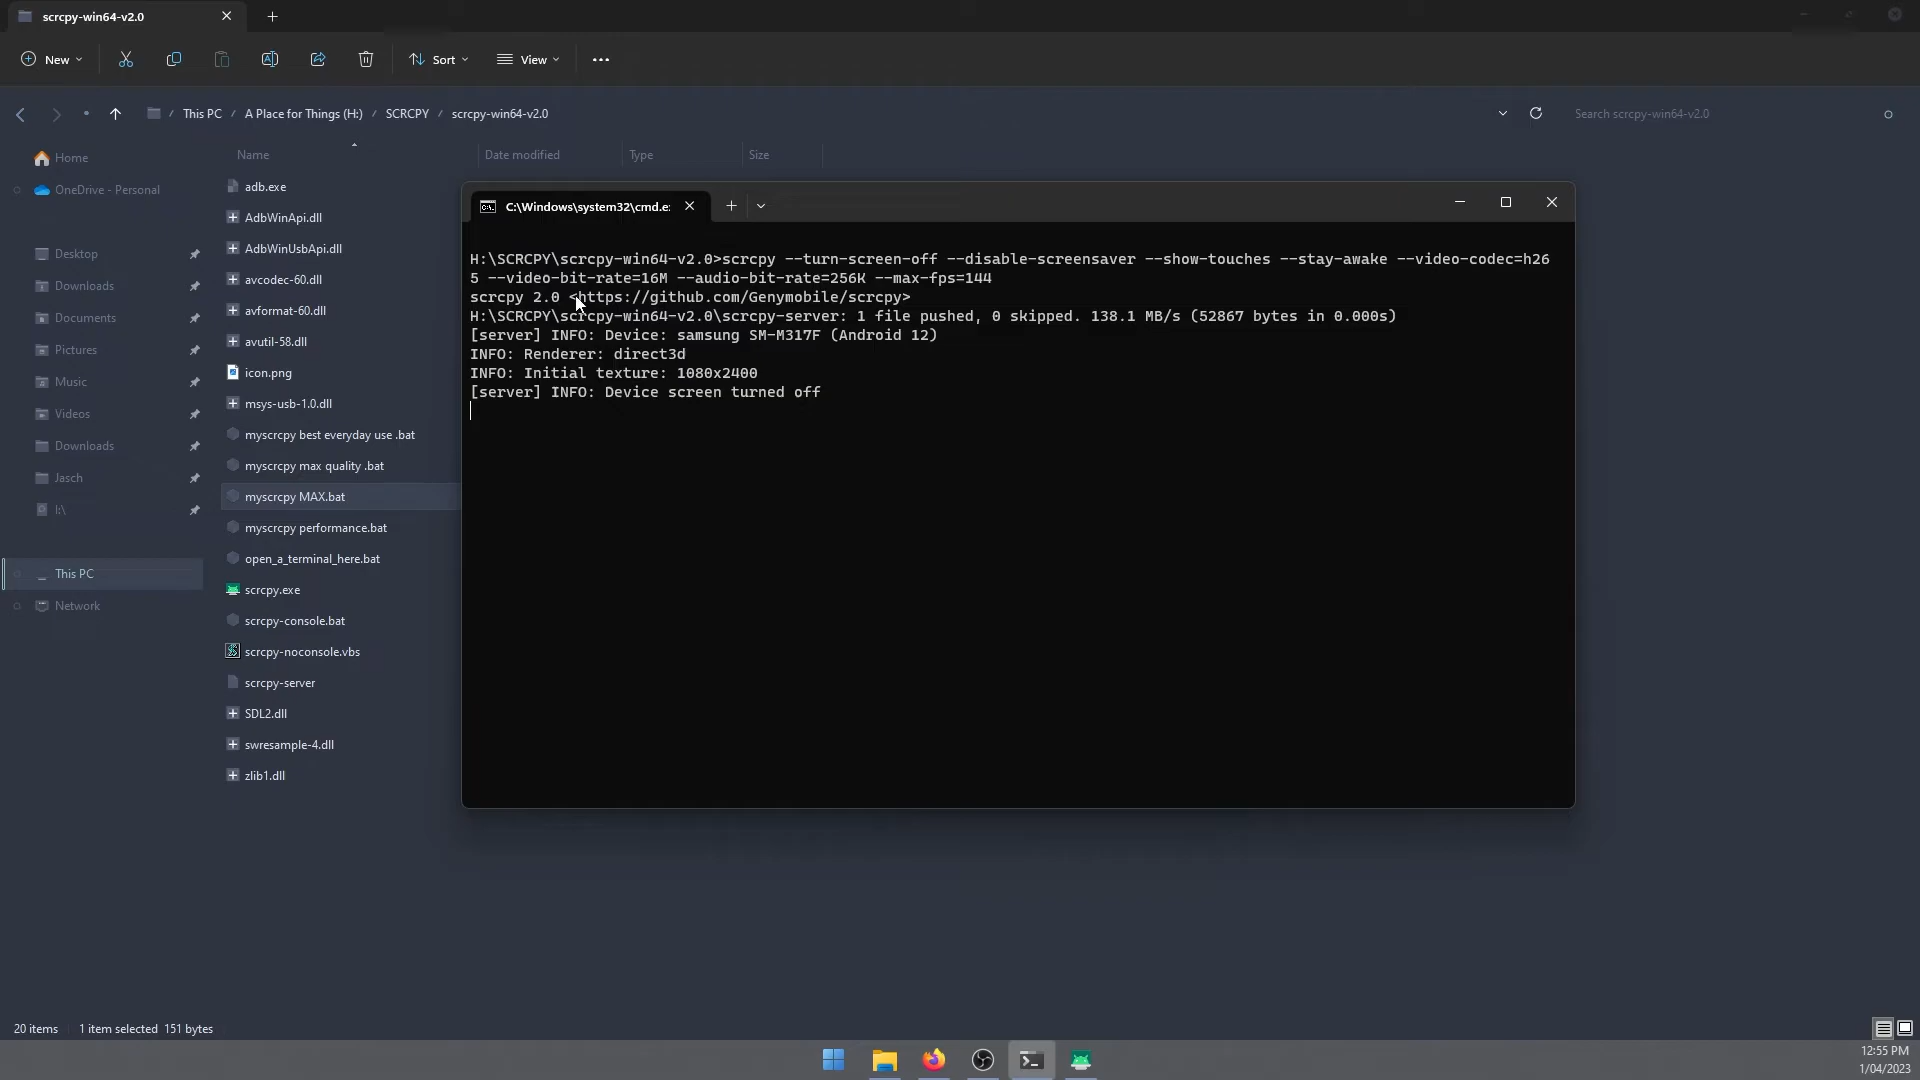 scrcpy-win64-v2.0
New
Sort
View
This PC / A Place for Things (H:) / SCRCPY / scrcpy-win64-v2.0
Search scrcpy-win64-v2.0
Home
OneDrive - Personal
Desktop
Downloads
Documents
Pictures
Music
Videos
Downloads
Jasch
I:\
This PC
Network
Name
Date modified
Type
Size
adb.exe
AdbWinApi.dll
AdbWinUsbApi.dll
avcodec-60.dll
avformat-60.dll
avutil-58.dll
icon.png
msys-usb-1.0.dll
myscrcpy best everyday use .bat
myscrcpy max quality .bat
myscrcpy MAX.bat
myscrcpy performance.bat
open_a_terminal_here.bat
scrcpy.exe
scrcpy-console.bat
scrcpy-noconsole.vbs
scrcpy-server
SDL2.dll
swresample-4.dll
zlib1.dll
C:\Windows\system32\cmd.e:
H:\SCRCPY\scrcpy-win64-v2.0>scrcpy --turn-screen-off --disable-screensaver --show-touches --stay-awake --video-codec=h26
5 --video-bit-rate=16M --audio-bit-rate=256K --max-fps=144
scrcpy 2.0 <https://github.com/Genymobile/scrcpy>
H:\SCRCPY\scrcpy-win64-v2.0\scrcpy-server: 1 file pushed, 0 skipped. 138.1 MB/s (52867 bytes in 0.000s)
[server] INFO: Device: samsung SM-M317F (Android 12)
INFO: Renderer: direct3d
INFO: Initial texture: 1080x2400
[server] INFO: Device screen turned off
20 items
1 item selected 151 bytes
12:55 PM
1/04/2023